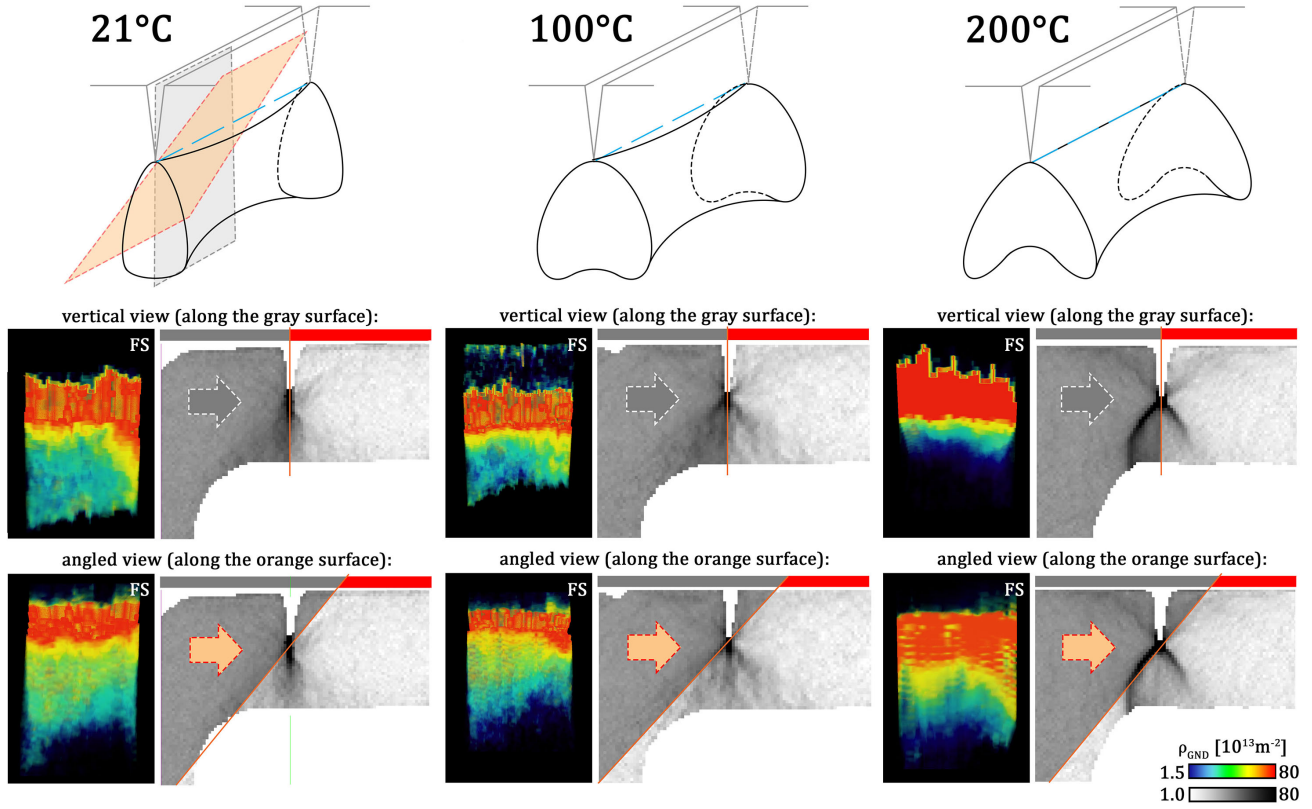 21°C
100°C
200°C
vertical view (along the gray surface):
vertical view (along the gray surface):
vertical view (along the gray surface):
FS
FS
FS
angled view (along the orange surface):
angled view (along the orange surface):
angled view (along the orange surface):
FS
FS
FS
ρGND [10¹³m⁻²]
1.5 80
1.0 80